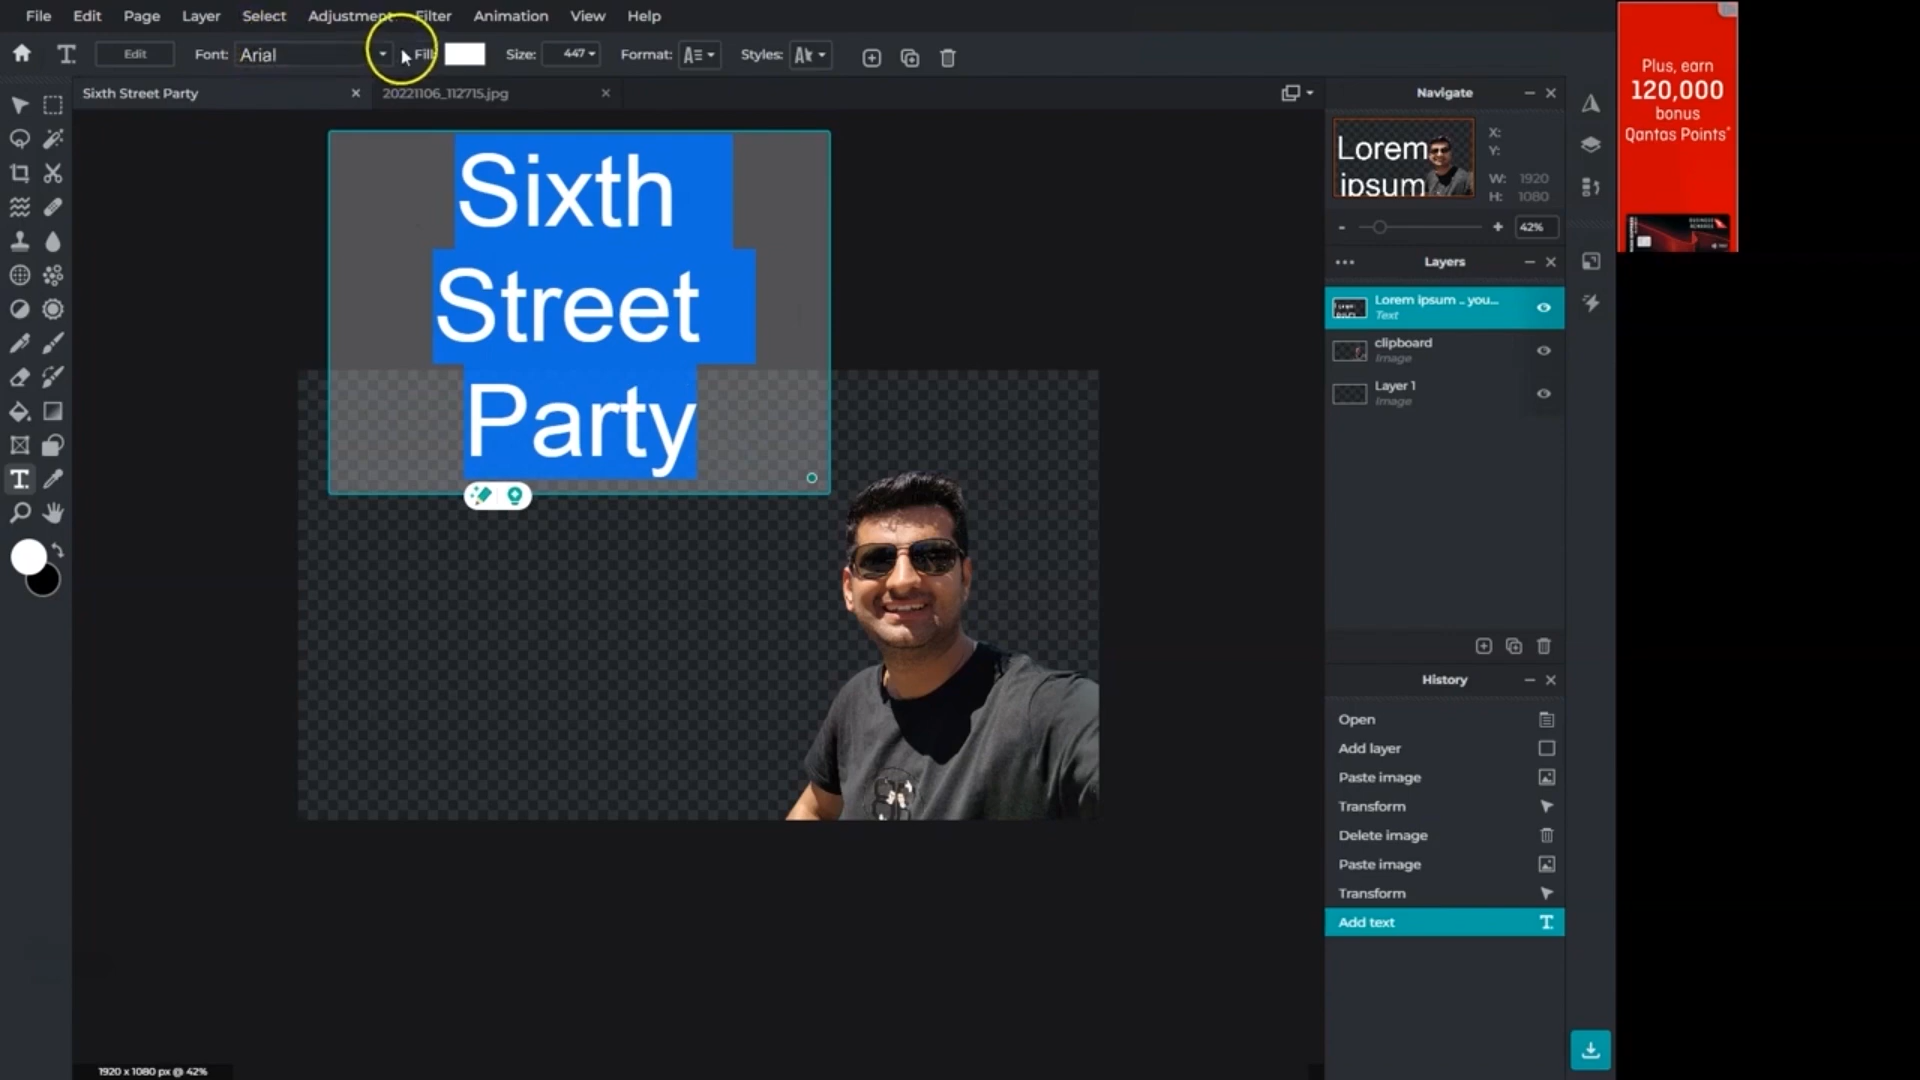 File Edit Page Layer Select Adjustment Filter Animation View Help
Edit Font: Arial Fill: Size: 447 Format: Styles:
Sixth Street Party 20221106_112715.jpg
Sixth
Street
Party
1920 x 1080 px @ 42%
Navigate
Lorem
ipsum
X:
Y:
W: 1920
H: 1080
42%
Layers
Lorem ipsum .. you...
Text
clipboard
Image
Layer 1
Image
History
Open
Add layer
Paste image
Transform
Delete image
Paste image
Transform
Add text
Plus, earn
120,000
bonus
Qantas Points